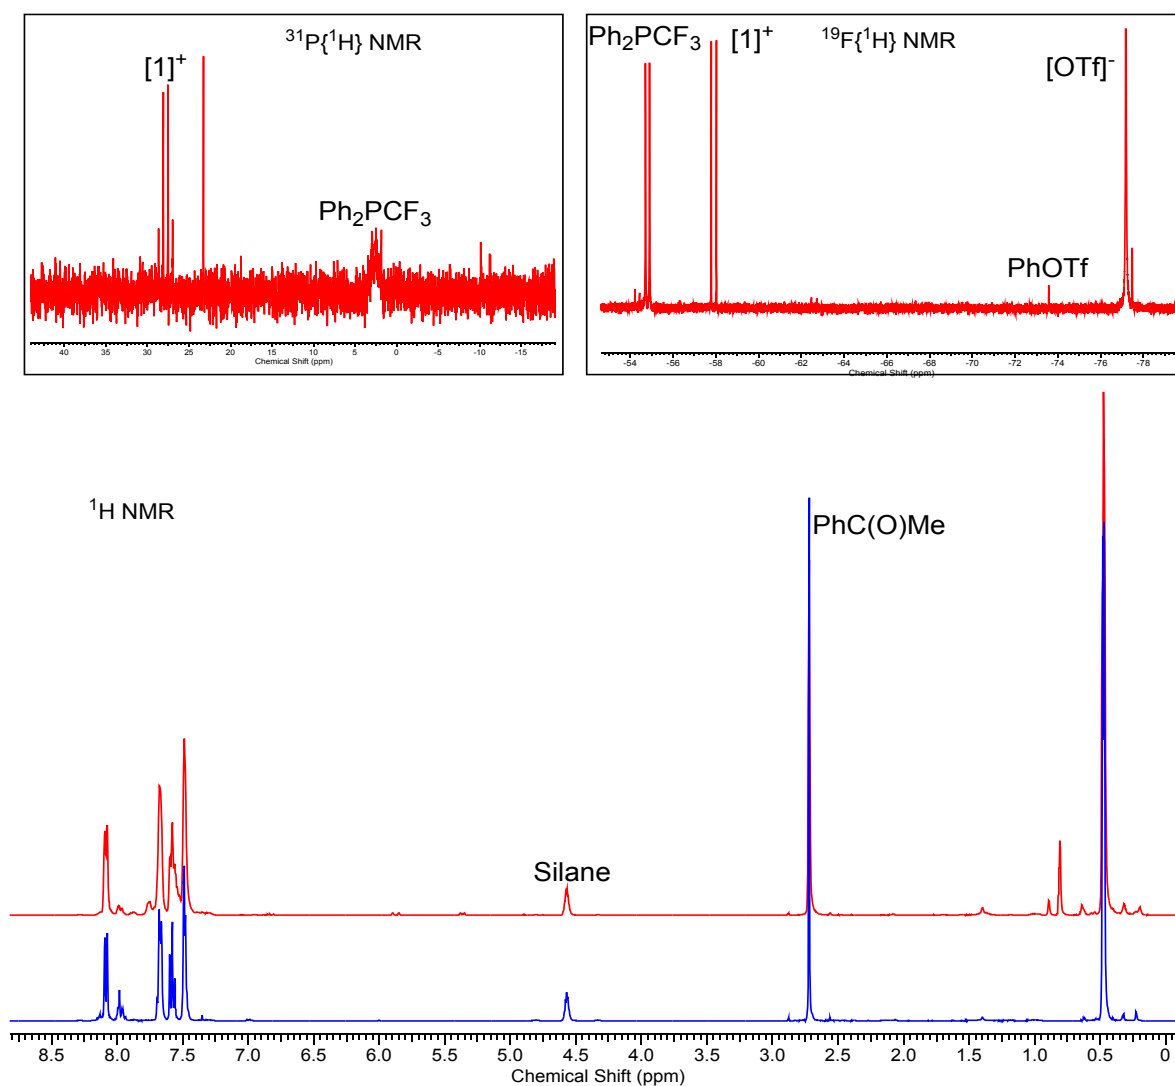 ³¹P{¹H} NMR
[1]⁺
Ph₂PCF₃
40 35 30 25 20 15 10 5 0 -5 -10 -15
Chemical Shift (ppm)
Ph₂PCF₃ [1]⁺ ¹⁹F{¹H} NMR
[OTf]⁻
PhOTf
-54 -56 -58 -60 -62 -64 -66 -68 -70 -72 -74 -76 -78
Chemical Shift (ppm)
¹H NMR
PhC(O)Me
Silane
8.5 8.0 7.5 7.0 6.5 6.0 5.5 5.0 4.5 4.0 3.5 3.0 2.5 2.0 1.5 1.0 0.5 0
Chemical Shift (ppm)